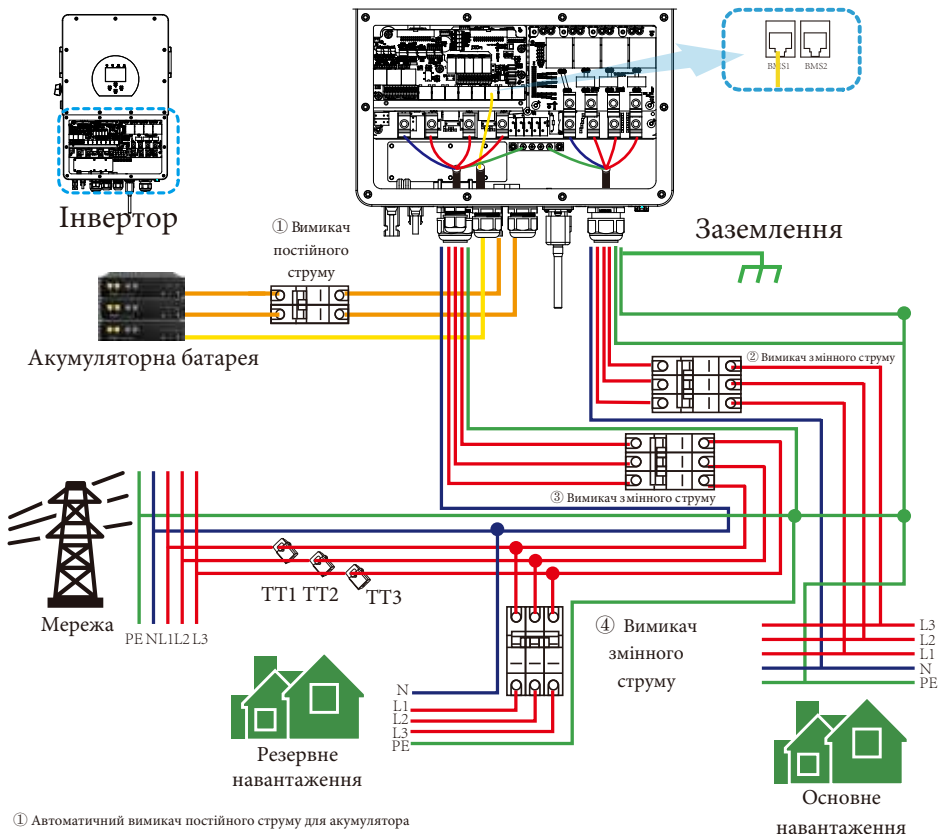 BMS1 BMS2
Інвертор
① Вимикач
постійного
струму
Заземлення
Акумуляторна батарея
② Вимикач змінного струму
③ Вимикач змінного струму
ТТ1 ТТ2 ТТ3
Мережа
PE N L1 L2 L3
④ Вимикач
змінного
струму
L3
L2
L1
N
PE
N
L1
L2
L3
PE
Резервне
навантаження
Основне
навантаження
① Автоматичний вимикач постійного струму для акумулятора